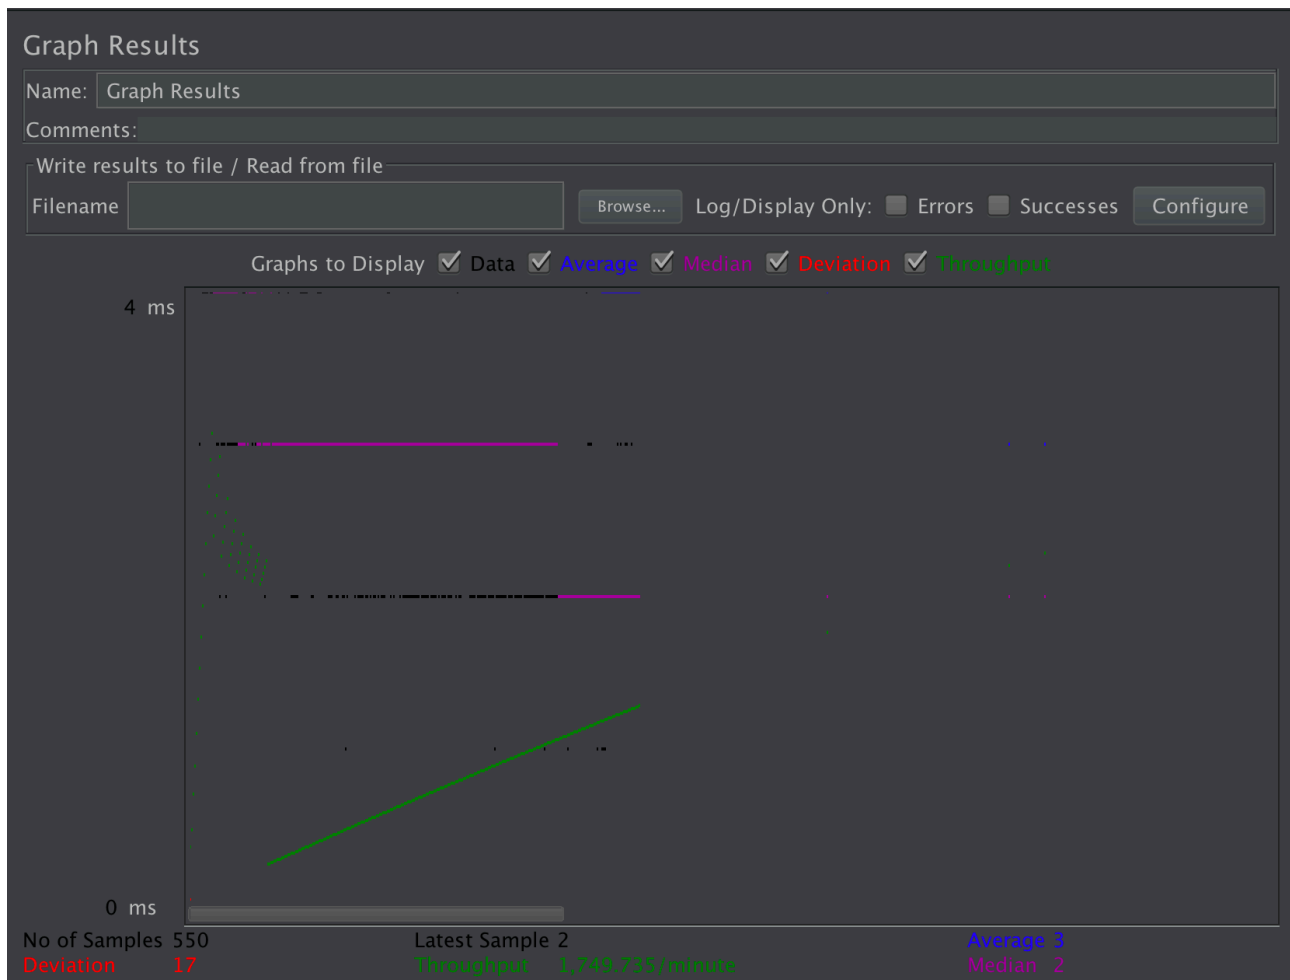 Graph Results
Name: Graph Results
Comments:
Write results to file / Read from file
Filename Browse... Log/Display Only: Errors Successes Configure
Graphs to Display Data Average Median Deviation Throughput
4 ms
0 ms
No of Samples 550 Latest Sample 2 Average 3
Deviation 17 Throughput 1,749.735/minute Median 2